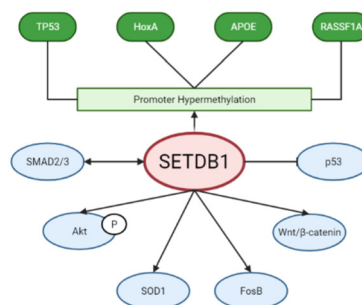 TP53
HoxA
APOE
RASSF1A
Promoter Hypermethylation
SMAD2/3
SETDB1
p53
Akt
P
Wnt/β-catenin
SOD1
FosB